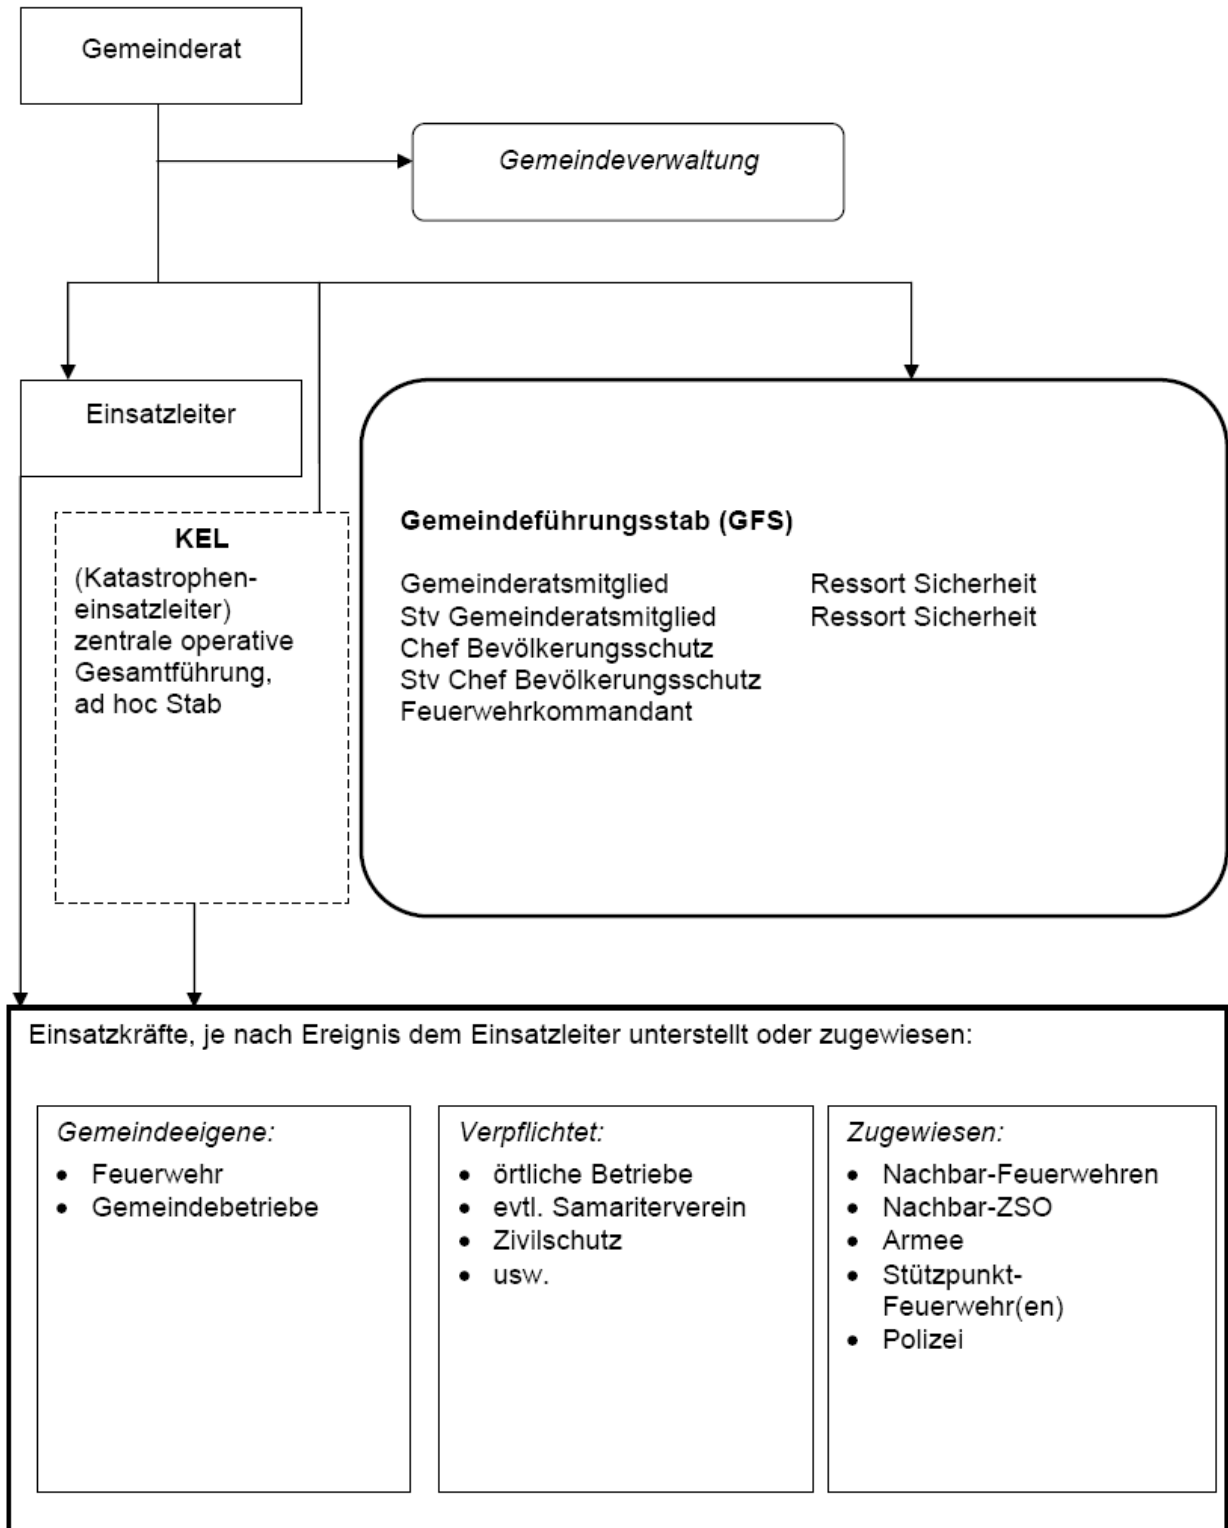 Gemeinderat
Gemeindeverwaltung
Einsatzleiter
KEL
(Katastrophen-
einsatzleiter)
zentrale operative
Gesamtführung,
ad hoc Stab
Gemeindeführungsstab (GFS)
Gemeinderatsmitglied Ressort Sicherheit
Stv Gemeinderatsmitglied Ressort Sicherheit
Chef Bevölkerungsschutz
Stv Chef Bevölkerungsschutz
Feuerwehrkommandant
Einsatzkräfte, je nach Ereignis dem Einsatzleiter unterstellt oder zugewiesen:
Gemeindeeigene:
• Feuerwehr
• Gemeindebetriebe
Verpflichtet:
• örtliche Betriebe
• evtl. Samariterverein
• Zivilschutz
• usw.
Zugewiesen:
• Nachbar-Feuerwehren
• Nachbar-ZSO
• Armee
• Stützpunkt-
Feuerwehr(en)
• Polizei